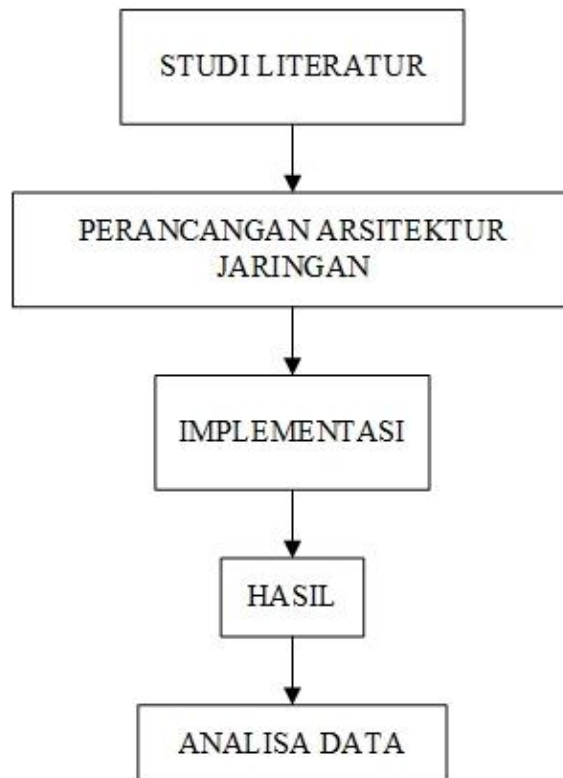 STUDI LITERATUR
PERANCANGAN ARSITEKTUR
JARINGAN
IMPLEMENTASI
HASIL
ANALISA DATA